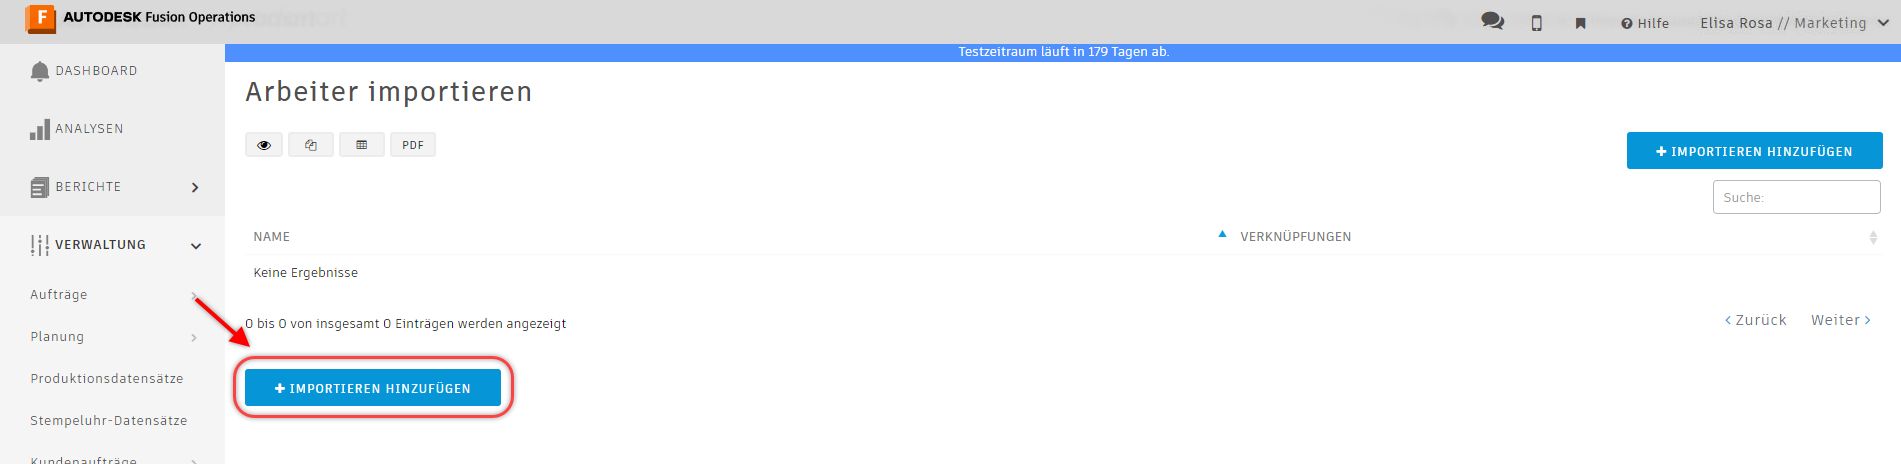 AUTODESK Fusion Operations
Hilfe
Elisa Rosa // Marketing
Testzeitraum läuft in 179 Tagen ab.
DASHBOARD
ANALYSEN
BERICHTE
VERWALTUNG
Aufträge
Planung
Produktionsdatensätze
Stempeluhr-Datensätze
Kundenaufträge
Arbeiter importieren
PDF
IMPORTIEREN HINZUFÜGEN
Suche:
NAME
VERKNÜPFUNGEN
Keine Ergebnisse
0 bis 0 von insgesamt 0 Einträgen werden angezeigt
Zurück
Weiter
IMPORTIEREN HINZUFÜGEN